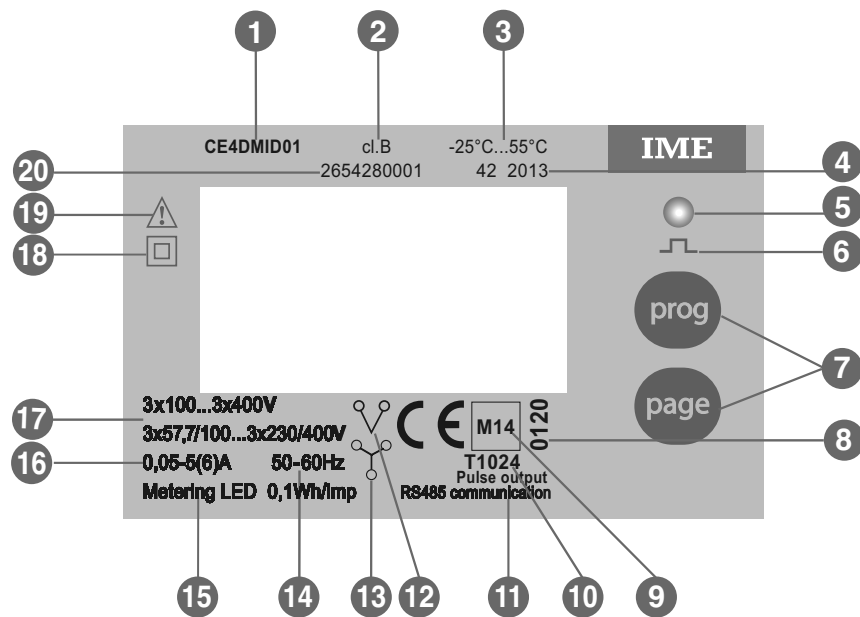 1 2 3
CE4DMID01 cl.B -25°C...55°C IME
20 2654280001 42 2013 4
19 5
18 6
prog
7
page
3x100...3x400V
17
3x57,7/100...3x230/400V M14 0120 8
16 0,05-5(6)A 50-60Hz T1024
Pulse output
Metering LED 0,1Wh/imp RS485 communication
15 14 13 12 11 10 9